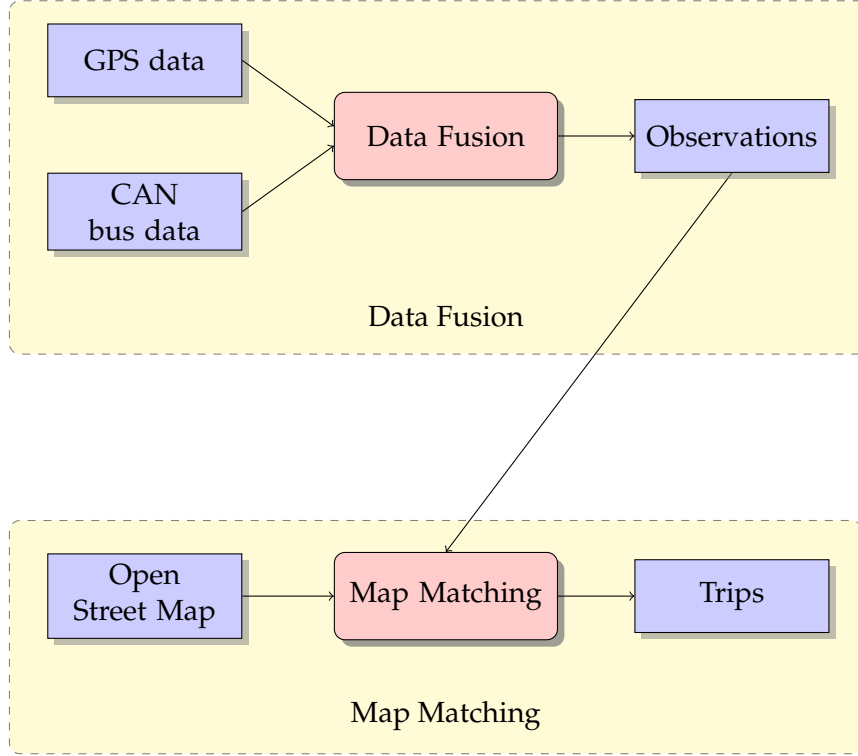 GPS data
CAN
bus data
Data Fusion
Observations
Data Fusion
Open
Street Map
Map Matching
Trips
Map Matching